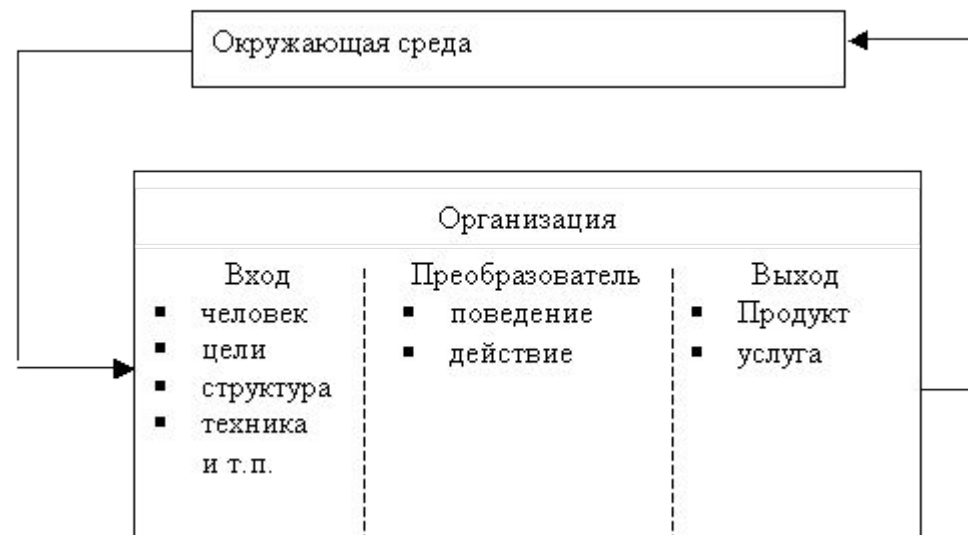 Окружающая среда
Организация
Вход
▪ человек
▪ цели
▪ структура
▪ техника
и т.п.
Преобразователь
▪ поведение
▪ действие
Выход
▪ Продукт
▪ услуга